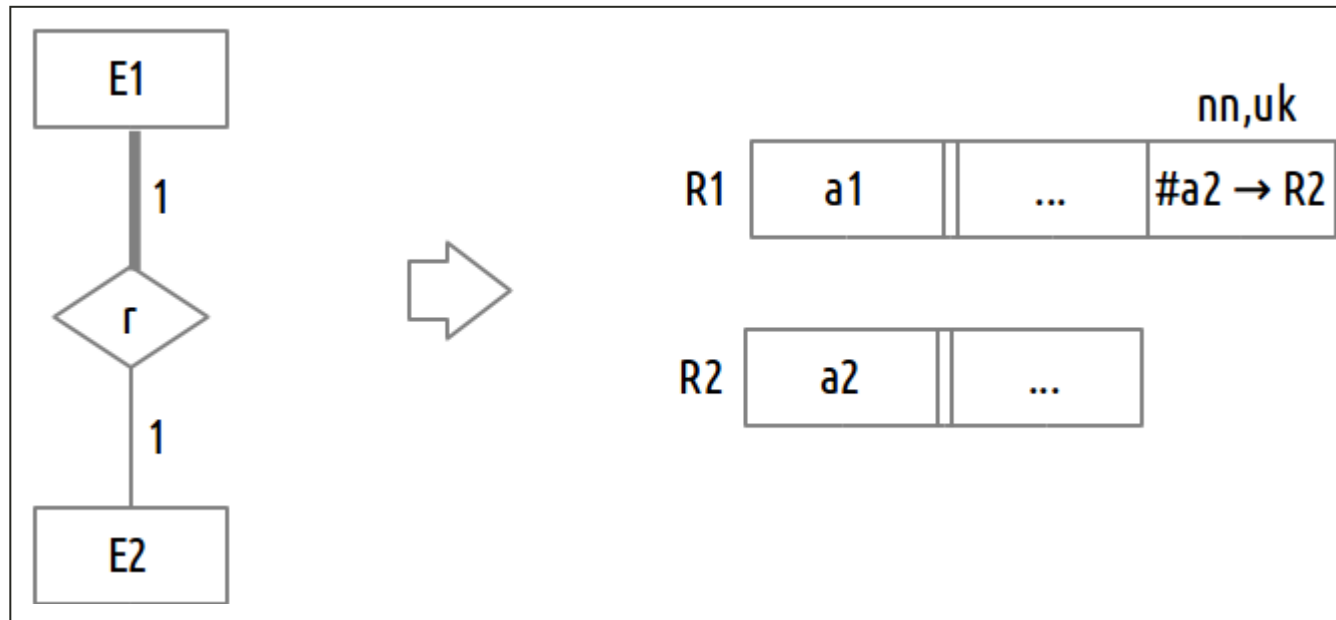 E1
1
r
1
E2
nn,uk
R1 a1 ... #a2 → R2
R2 a2 ...